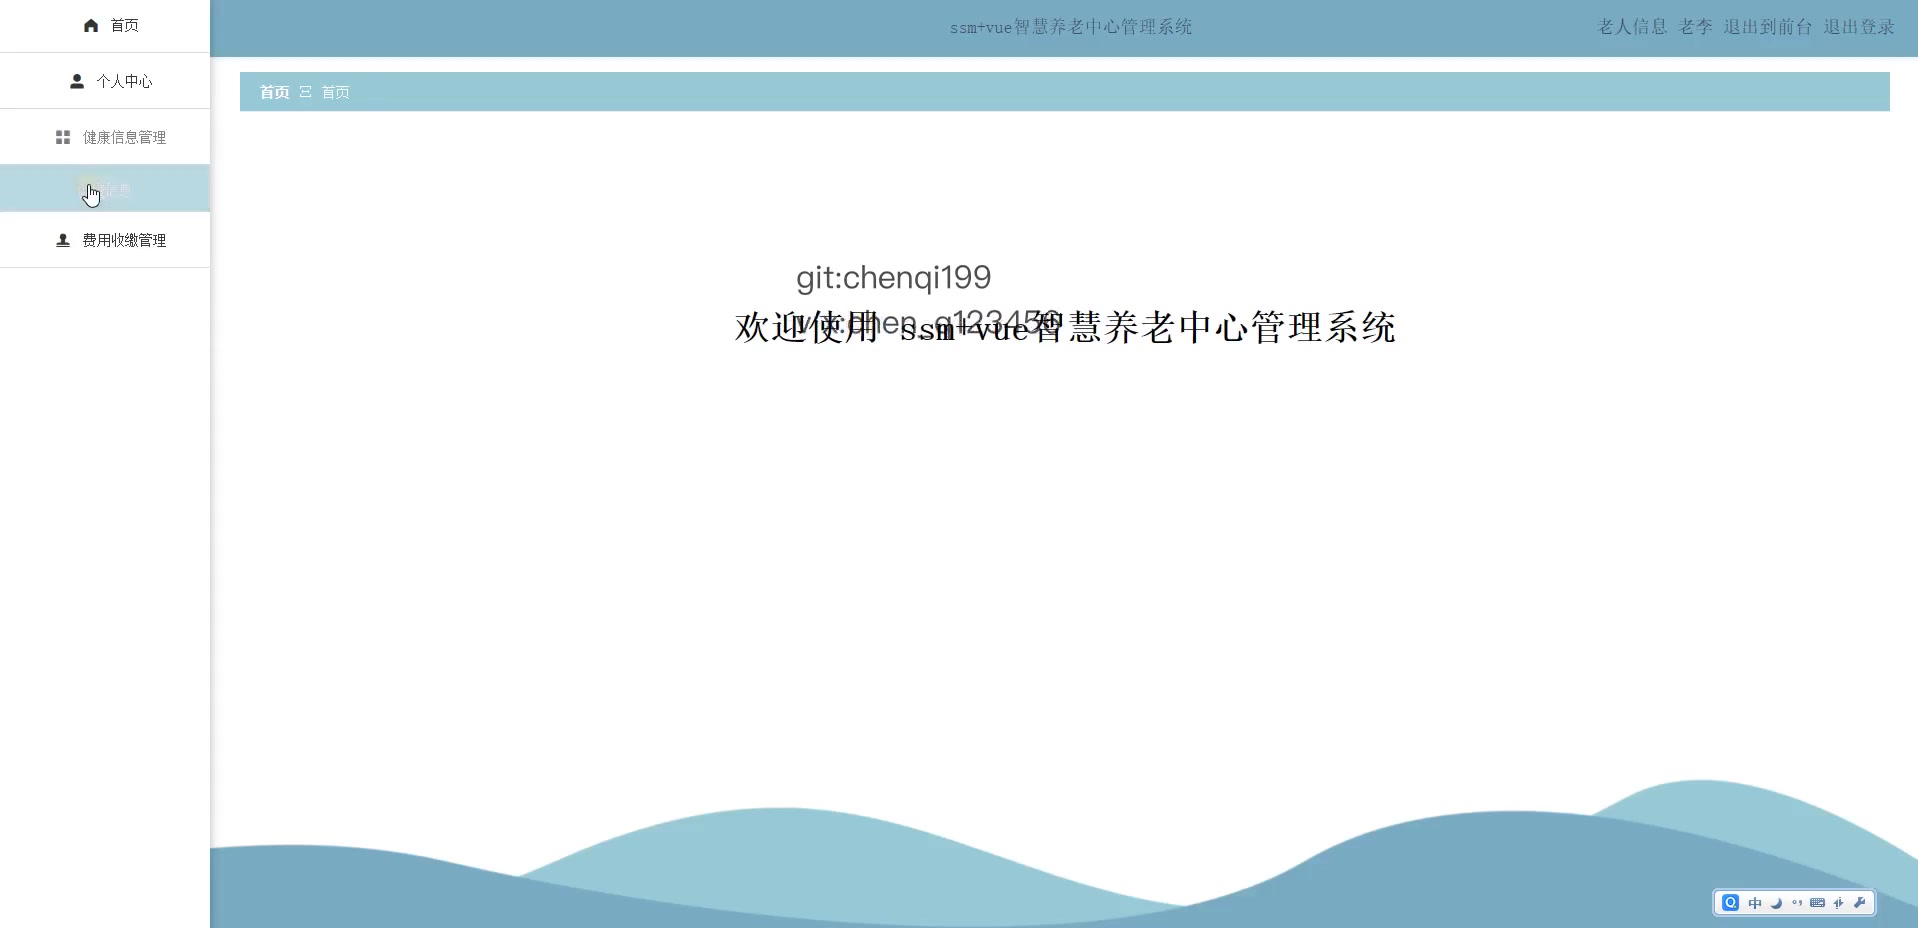 首页
个人中心
健康信息管理
费用收缴管理
ssm+vue智慧养老中心管理系统
老人信息 老李 退出到前台 退出登录
首页 首页
git:chenqi199
vx:chen_q123456
欢迎使用 ssm+vue智慧养老中心管理系统
中